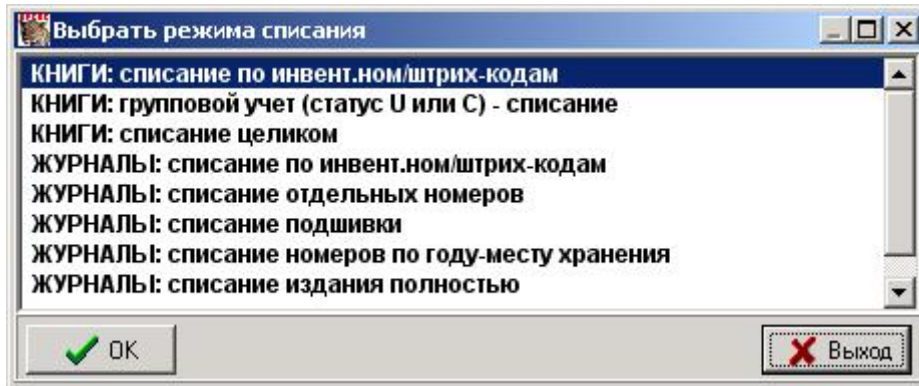 Выбрать режима списания
КНИГИ: списание по инвент.ном/штрих-кодам
КНИГИ: групповой учет (статус U или C) - списание
КНИГИ: списание целиком
ЖУРНАЛЫ: списание по инвент.ном/штрих-кодам
ЖУРНАЛЫ: списание отдельных номеров
ЖУРНАЛЫ: списание подшивки
ЖУРНАЛЫ: списание номеров по году-месту хранения
ЖУРНАЛЫ: списание издания полностью
OK
Выход